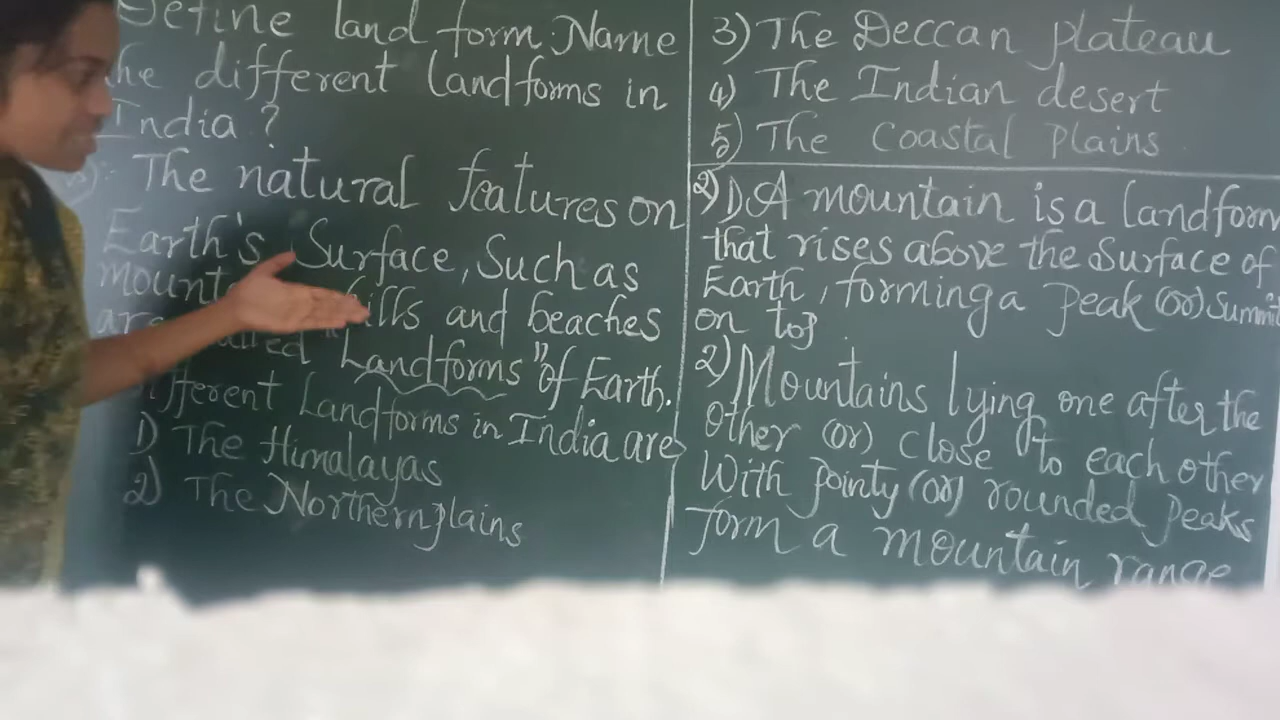 Define land form. Name
the different landforms in
India ?
The natural features on
Earth's Surface, Such as
hills and beaches
"Landforms" of Earth.
Landforms in India are
1) The Himalayas
2) The Northern plains
3) The Deccan plateau
4) The Indian desert
5) The Coastal Plains
2) 1) A mountain is a landform
that rises above the Surface of
Earth, forming a peak (or) Summit
on top
2) Mountains lying one after the
other (or) close to each other
With pointy (or) rounded peaks
form a mountain range